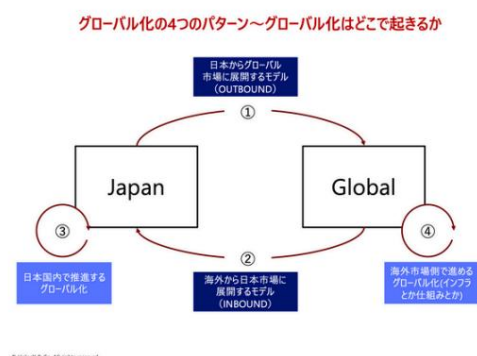 グローバル化の4つのパターン～グローバル化はどこで起きるか
日本からグローバル
市場に展開するモデル
（OUTBOUND）
①
Japan
Global
③
④
②
日本国内で推進する
グローバル化
海外から日本市場に
展開するモデル
（INBOUND）
海外市場側で進める
グローバル化(インフラ
とか仕組みとか)